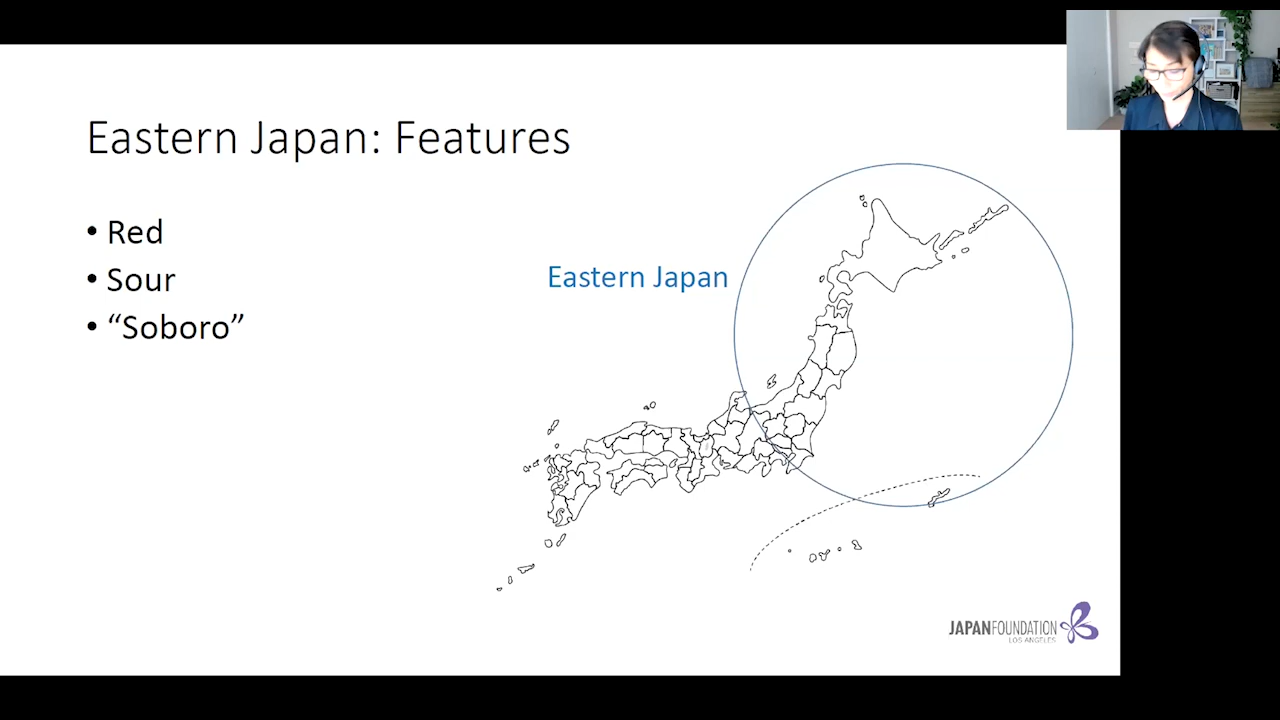 Eastern Japan: Features
• Red
• Sour
• “Soboro”
Eastern Japan
JAPANFOUNDATION
LOS ANGELES